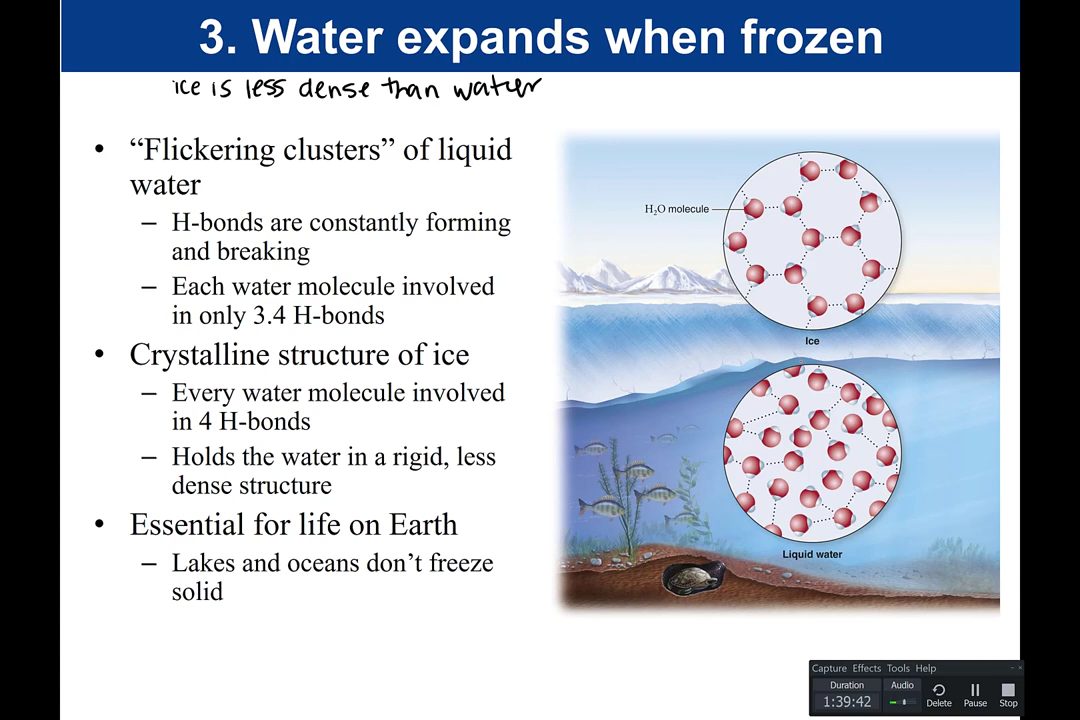 3. Water expands when frozen
ice is less dense than water
• “Flickering clusters” of liquid
water
– H-bonds are constantly forming
and breaking
– Each water molecule involved
in only 3.4 H-bonds
• Crystalline structure of ice
– Every water molecule involved
in 4 H-bonds
– Holds the water in a rigid, less
dense structure
• Essential for life on Earth
– Lakes and oceans don’t freeze
solid
H₂O molecule
Ice
Liquid water
Capture Effects Tools Help
Duration Audio
1:39:42 Delete Pause Stop